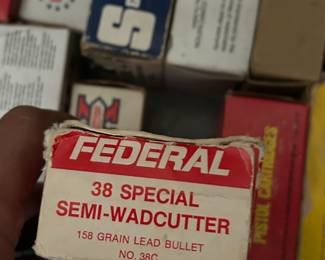 FEDERAL
38 SPECIAL
SEMI-WADCUTTER
158 GRAIN LEAD BULLET
NO. 38C
PISTOL CARTRIDGES